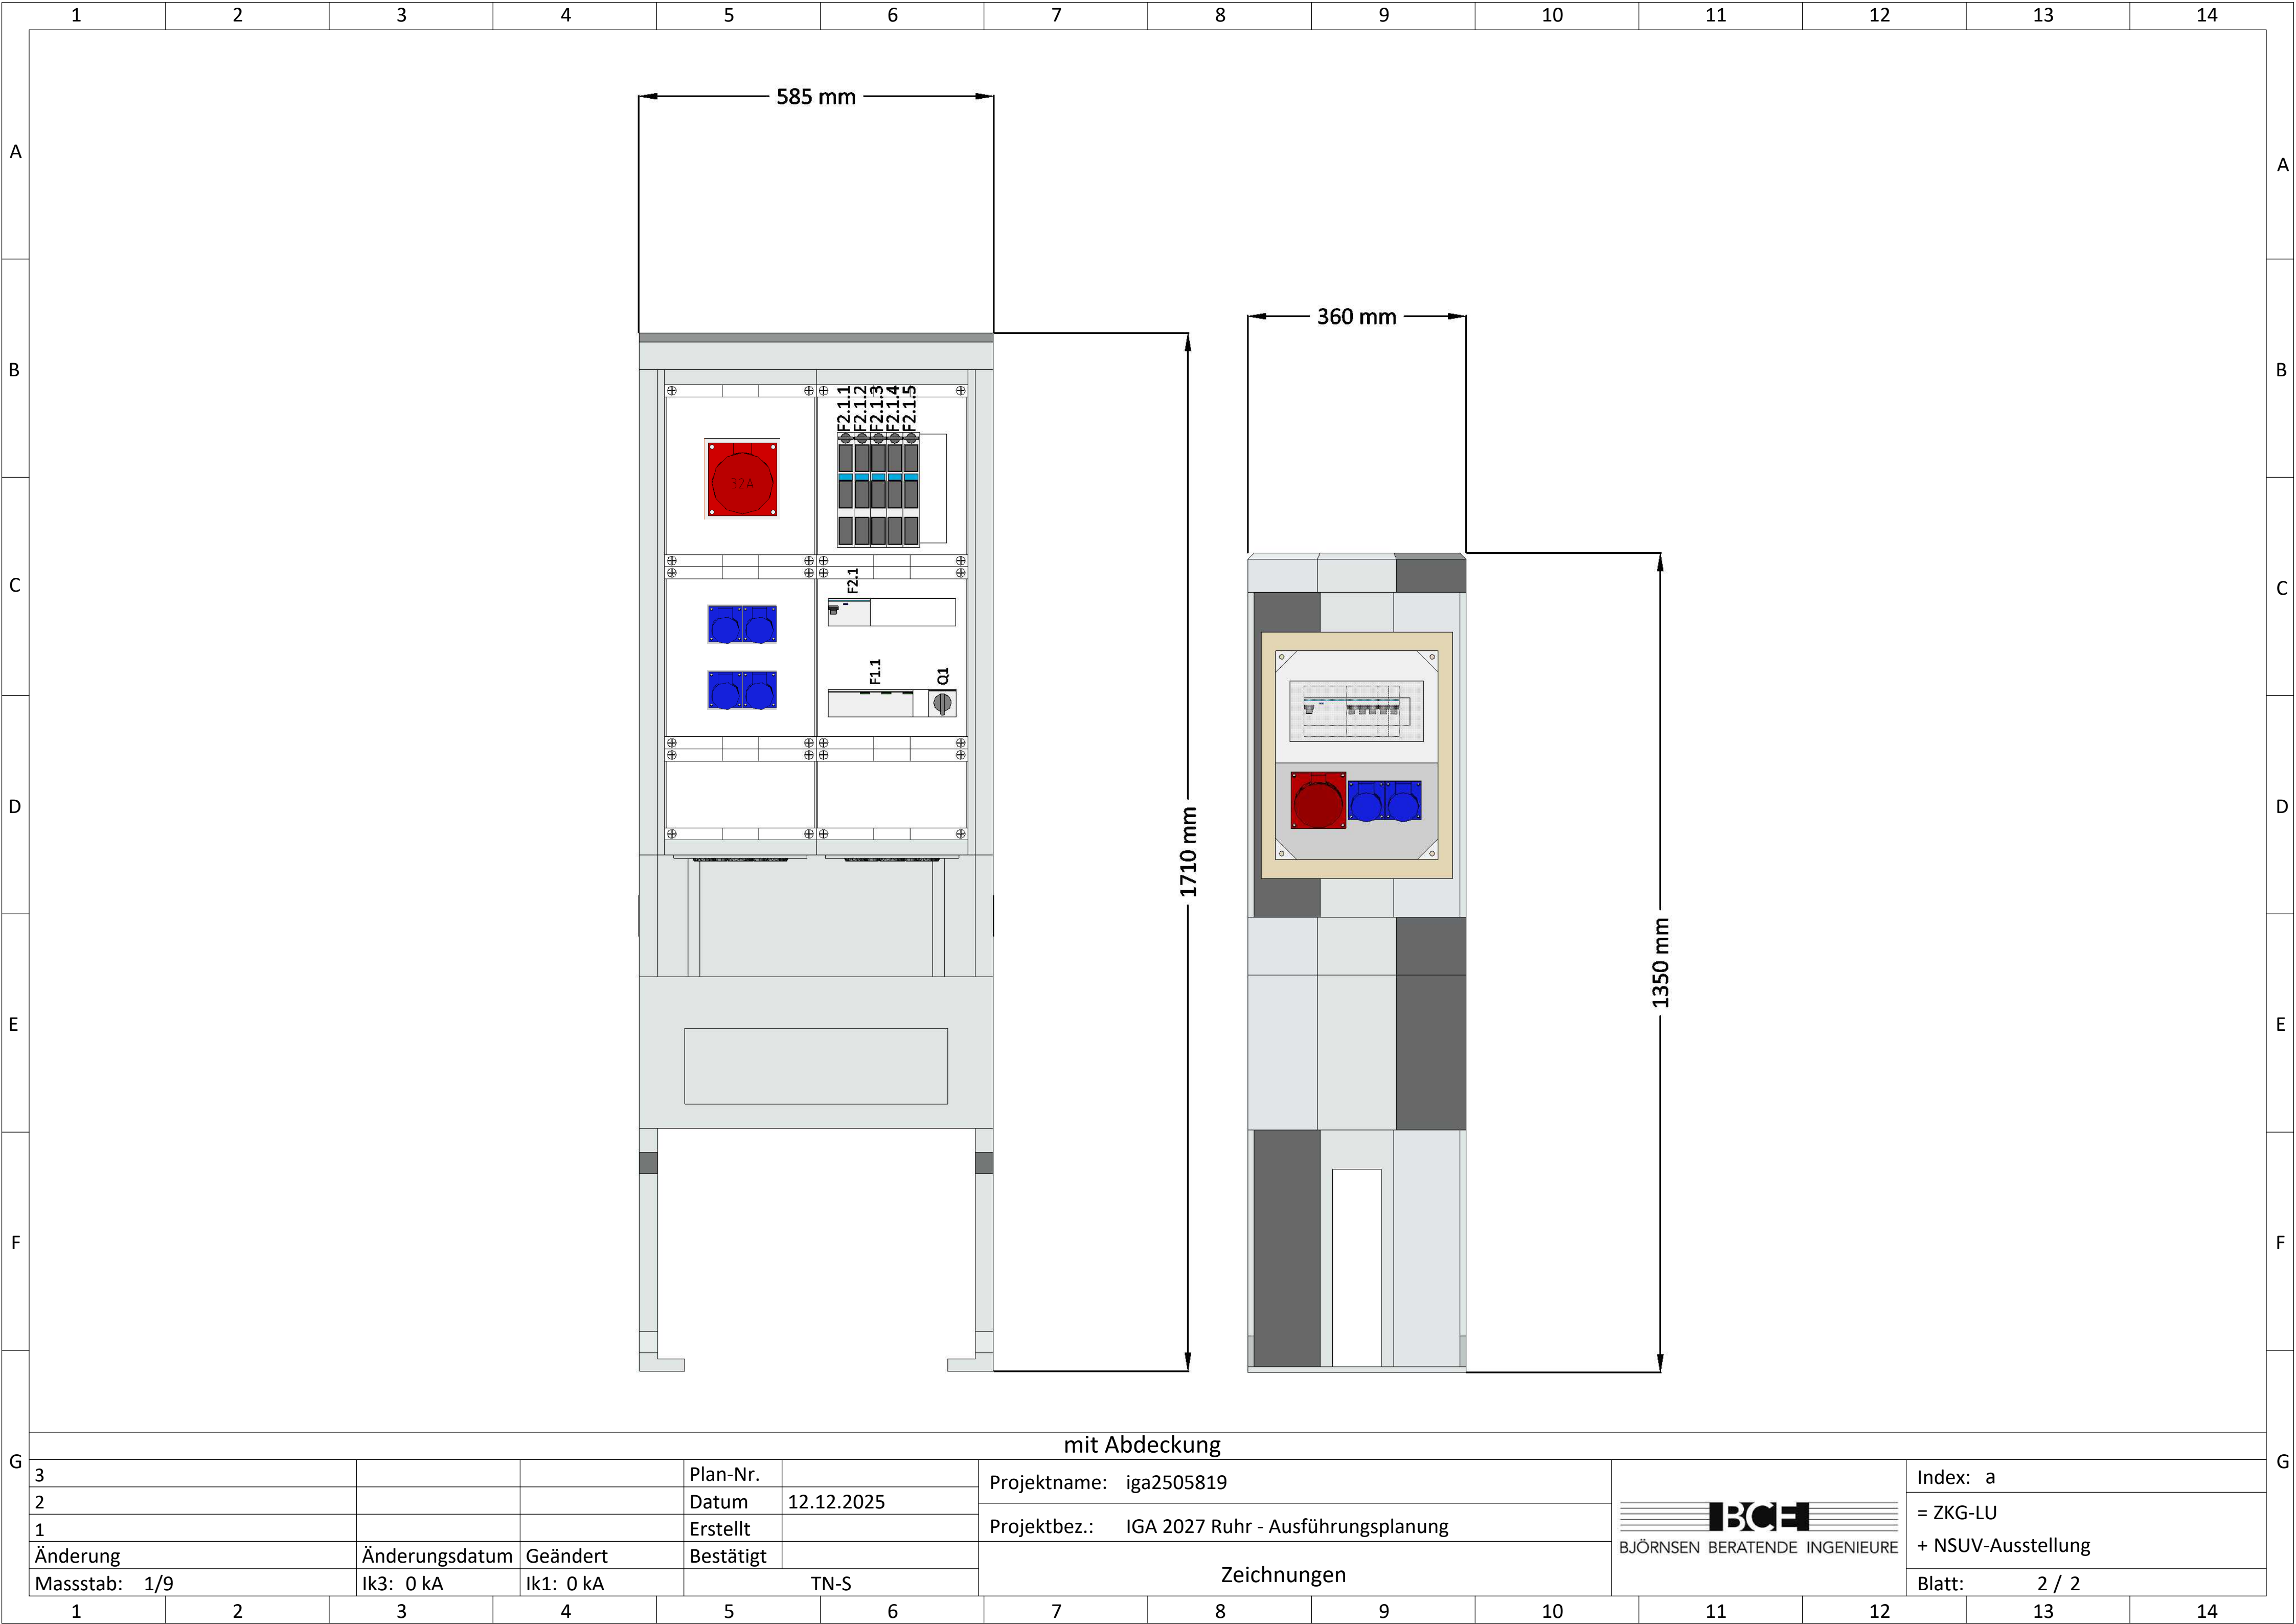 1 2 3 4 5 6 7 8 9 10 11 12 13 14
A A
B B
C C
D D
E E
F F
G G
585 mm
360 mm
F2.1.1
F2.1.2
F2.1.3
F2.1.4
F2.1.5
32A
F2.1
F1.1
Q1
1710 mm
1350 mm
mit Abdeckung
3
2
1
Änderung Änderungsdatum Geändert
Massstab: 1/9 Ik3: 0 kA Ik1: 0 kA
Plan-Nr.
Datum 12.12.2025
Erstellt
Bestätigt
TN-S
Projektname: iga2505819
Projektbez.: IGA 2027 Ruhr - Ausführungsplanung
Zeichnungen
BCE
BJÖRNSEN BERATENDE INGENIEURE
Index: a
= ZKG-LU
+ NSUV-Ausstellung
Blatt: 2 / 2
1 2 3 4 5 6 7 8 9 10 11 12 13 14